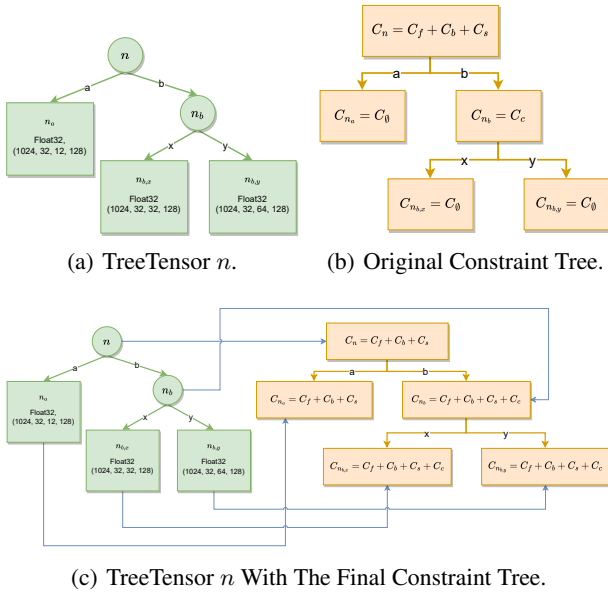 n
a
b
n_a
Float32,
(1024, 32, 12, 128)
n_b
x
y
n_{b,x}
Float32
(1024, 32, 32, 128)
n_{b,y}
Float32
(1024, 32, 64, 128)
(a) TreeTensor n.
C_n = C_f + C_b + C_s
a
b
C_{n_a} = C_∅
C_{n_b} = C_c
x
y
C_{n_{b,x}} = C_∅
C_{n_{b,y}} = C_∅
(b) Original Constraint Tree.
n
a
b
n_a
Float32,
(1024, 32, 12, 128)
n_b
x
y
n_{b,x}
Float32
(1024, 32, 32, 128)
n_{b,y}
Float32
(1024, 32, 64, 128)
C_n = C_f + C_b + C_s
a
b
C_{n_a} = C_f + C_b + C_s
C_{n_b} = C_f + C_b + C_s + C_c
x
y
C_{n_{b,x}} = C_f + C_b + C_s + C_c
C_{n_{b,y}} = C_f + C_b + C_s + C_c
(c) TreeTensor n With The Final Constraint Tree.